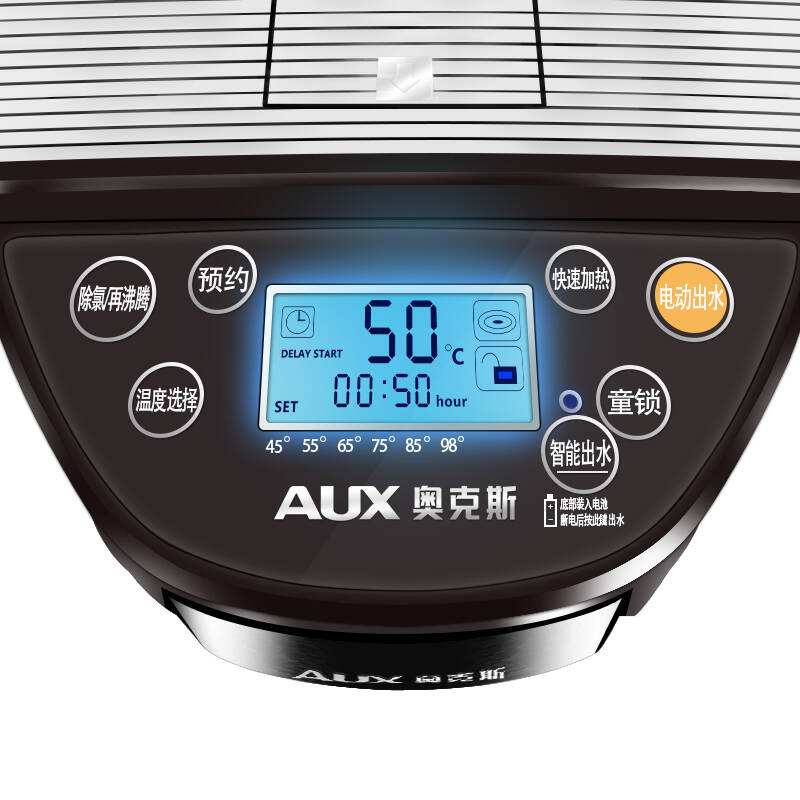 除氯/再沸腾
预约
快速加热
电动出水
温度选择
童锁
智能出水
DELAY START
50°C
SET
00:50 hour
45° 55° 65° 75° 85° 98°
AUX 奥克斯
底部装入电池
断电后按此键出水
AUX 奥克斯